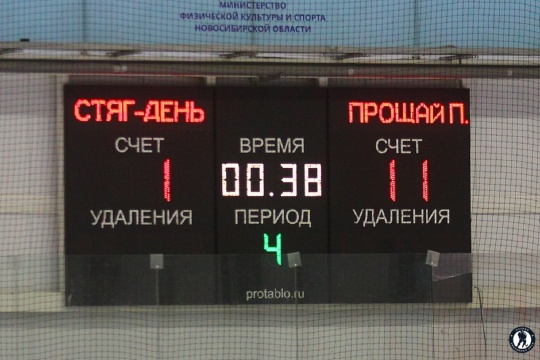 МИНИСТЕРСТВО
ФИЗИЧЕСКОЙ КУЛЬТУРЫ И СПОРТА
НОВОСИБИРСКОЙ ОБЛАСТИ
СТЯГ-ДЕНЬ ПРОЩАЙ П.
СЧЕТ ВРЕМЯ СЧЕТ
1 00.38 11
УДАЛЕНИЯ ПЕРИОД УДАЛЕНИЯ
4
protablo.ru